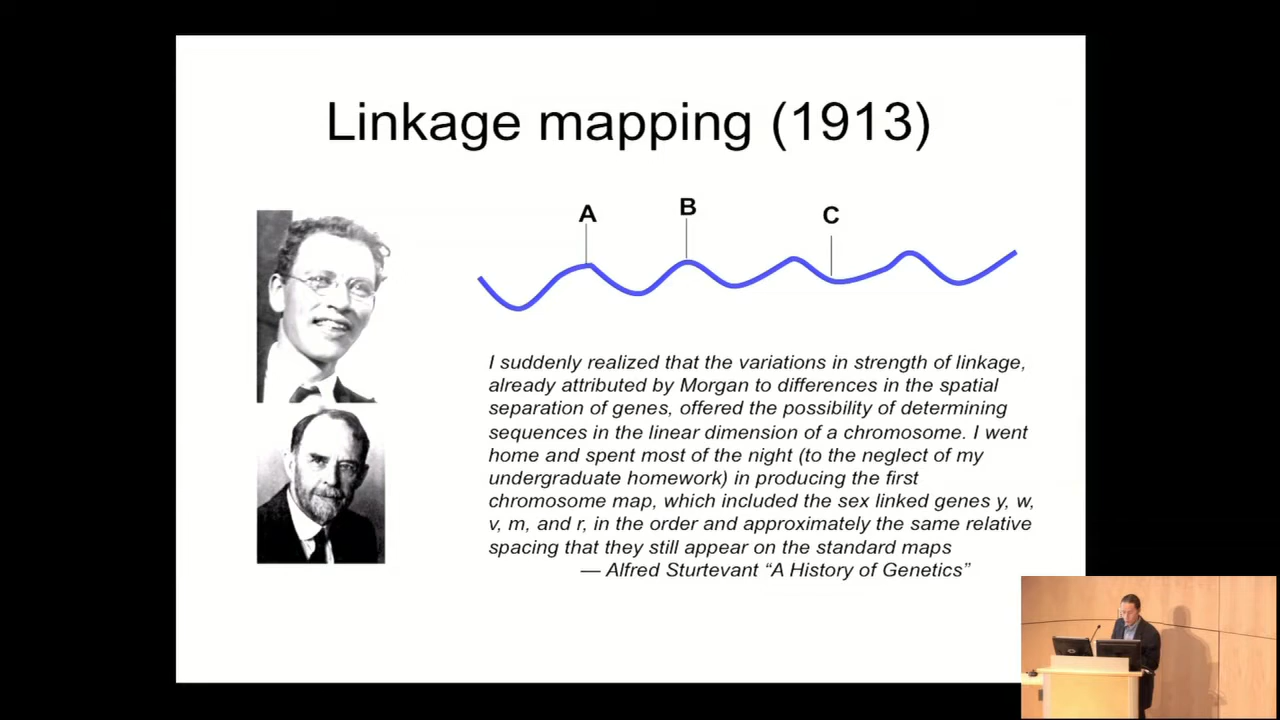 Linkage mapping (1913)
A
B
C
I suddenly realized that the variations in strength of linkage,
already attributed by Morgan to differences in the spatial
separation of genes, offered the possibility of determining
sequences in the linear dimension of a chromosome. I went
home and spent most of the night (to the neglect of my
undergraduate homework) in producing the first
chromosome map, which included the sex linked genes y, w,
v, m, and r, in the order and approximately the same relative
spacing that they still appear on the standard maps
— Alfred Sturtevant “A History of Genetics”